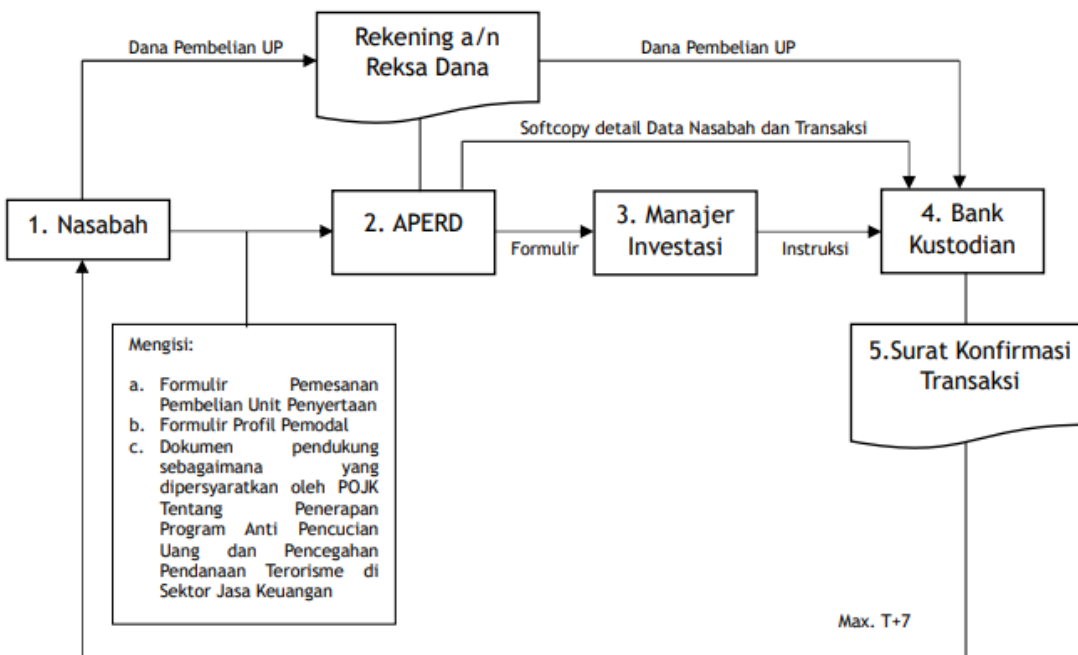 Dana Pembelian UP
Rekening a/n
Reksa Dana
Dana Pembelian UP
Softcopy detail Data Nasabah dan Transaksi
1. Nasabah
2. APERD
Formulir
3. Manajer
Investasi
Instruksi
4. Bank
Kustodian
Mengisi:
a. Formulir Pemesanan
Pembelian Unit Penyertaan
b. Formulir Profil Pemodal
c. Dokumen pendukung
sebagaimana yang
dipersyaratkan oleh POJK
Tentang Penerapan
Program Anti Pencucian
Uang dan Pencegahan
Pendanaan Terorisme di
Sektor Jasa Keuangan
5.Surat Konfirmasi
Transaksi
Max. T+7